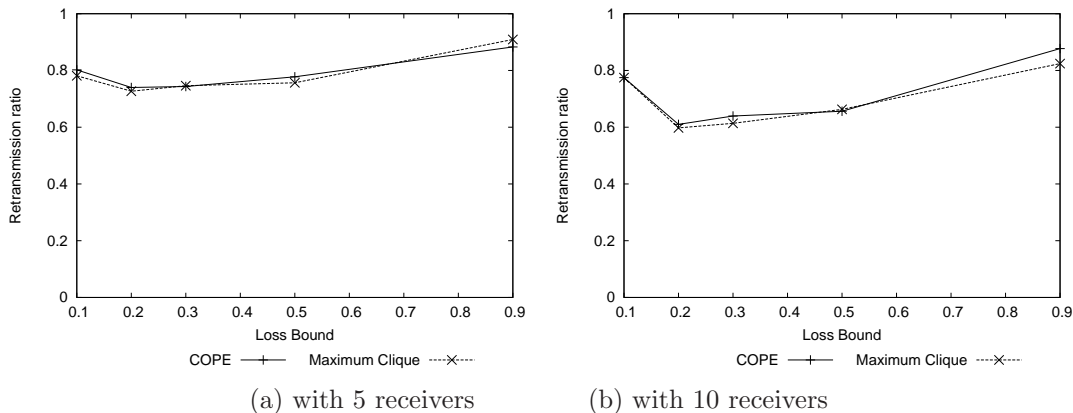 1
0.8
0.6
0.4
0.2
0
Retransmission ratio
0.1 0.2 0.3 0.4 0.5 0.6 0.7 0.8 0.9
Loss Bound
COPE Maximum Clique
(a) with 5 receivers
1
0.8
0.6
0.4
0.2
0
Retransmission ratio
0.1 0.2 0.3 0.4 0.5 0.6 0.7 0.8 0.9
Loss Bound
COPE Maximum Clique
(b) with 10 receivers